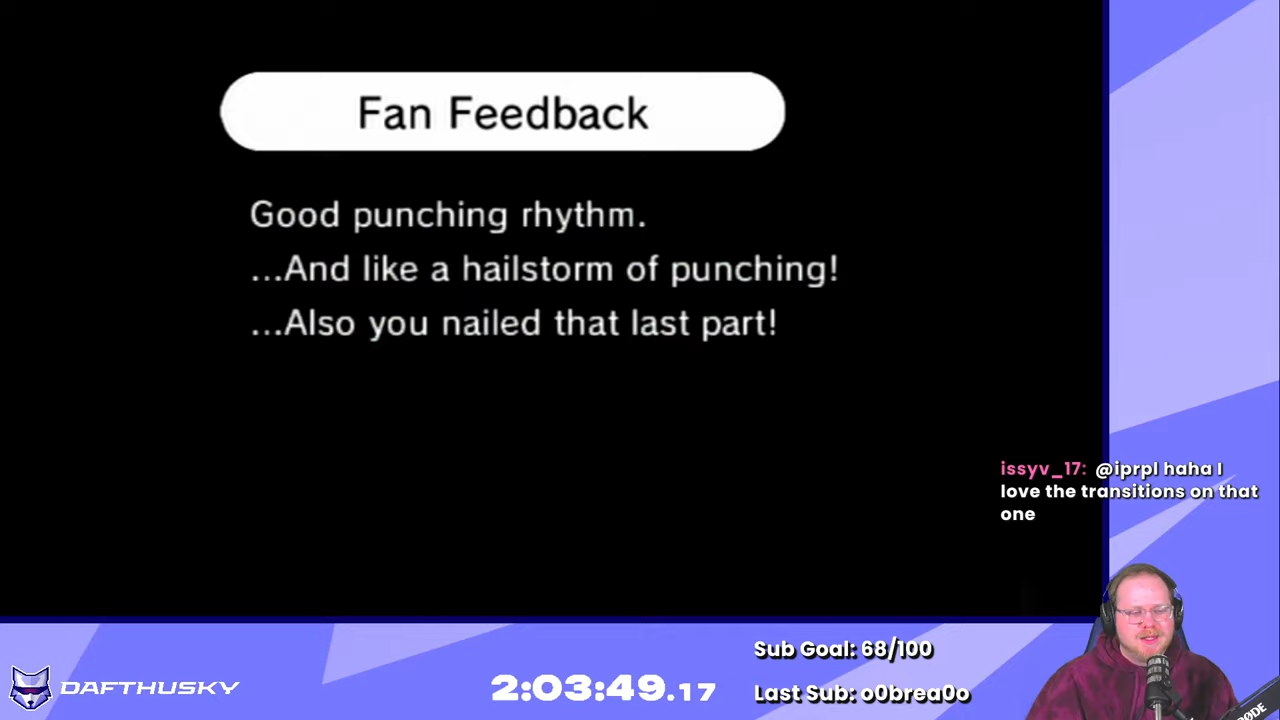 Fan Feedback
Good punching rhythm.
...And like a hailstorm of punching!
...Also you nailed that last part!
issyv_17: @iprpl haha I
love the transitions on that
one
Sub Goal: 68/100
DAFTHUSKY
2:03:49.17
Last Sub: o0brea0o